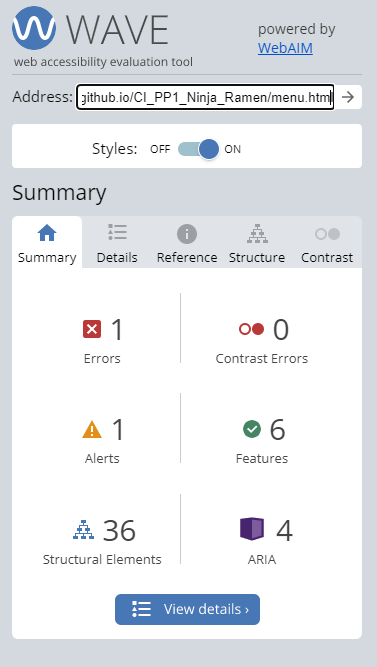 WAVE
web accessibility evaluation tool
powered by
WebAIM
Address: github.io/CI_PP1_Ninja_Ramen/menu.html
Styles: OFF ON
Summary
Summary Details Reference Structure Contrast
1 0
Errors Contrast Errors
1 6
Alerts Features
36 4
Structural Elements ARIA
View details ›